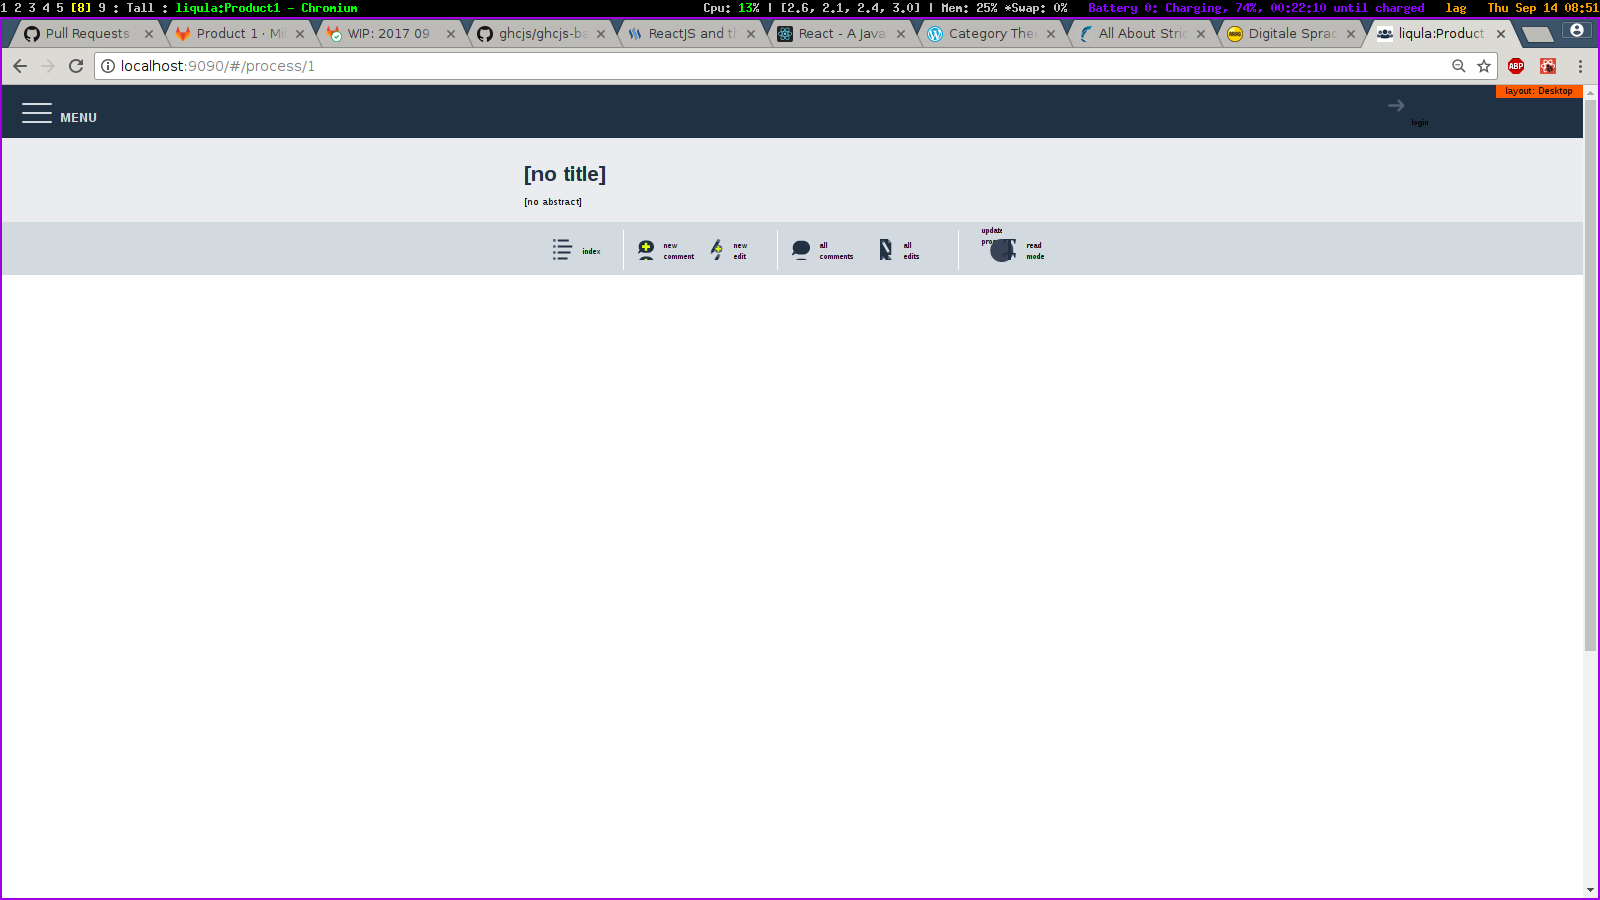 1 2 3 4 5 [8] 9 : Tall : liqula:Product1 - Chromium
Cpu: 13% | [2.6, 2.1, 2.4, 3.0] | Mem: 25% *Swap: 0% Battery 0: Charging, 74%, 00:22:10 until charged lag Thu Sep 14 08:51
Pull Requests
Product 1 · Mi
WIP: 2017 09
ghcjs/ghcjs-ba
ReactJS and th
React - A Java
Category The
All About Stric
Digitale Sprac
liqula:Product
localhost:9090/#/process/1
ABP
layout: Desktop
MENU
login
[no title]
[no abstract]
index
new
comment
new
edit
all
comments
all
edits
update
read
mode